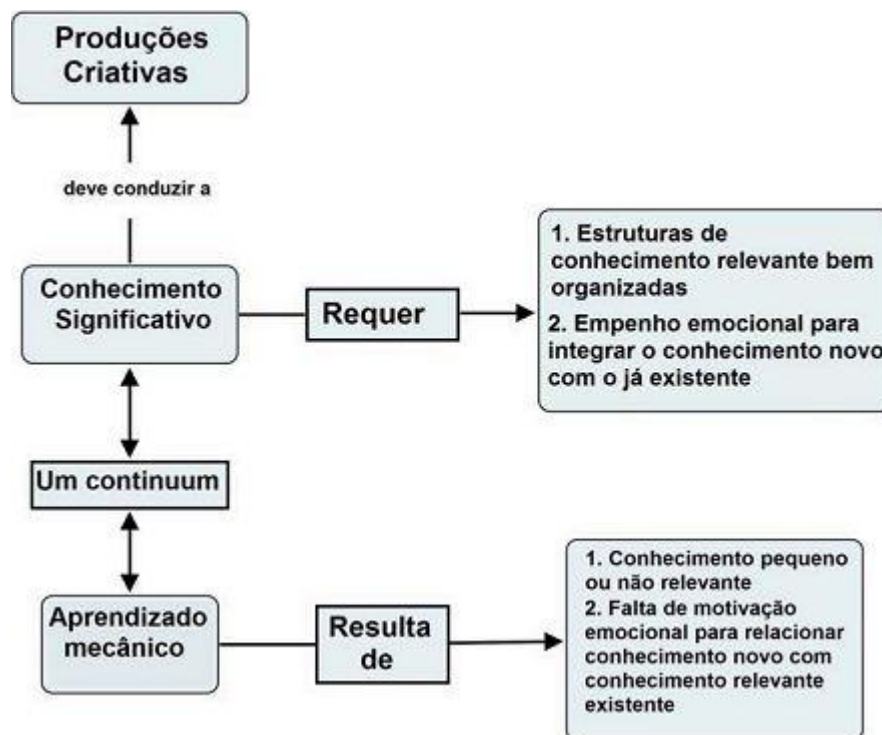 Produções
Criativas
deve conduzir a
Conhecimento
Significativo
Requer
1. Estruturas de
conhecimento relevante bem
organizadas
2. Empenho emocional para
integrar o conhecimento novo
com o já existente
Um continuum
Aprendizado
mecânico
Resulta
de
1. Conhecimento pequeno
ou não relevante
2. Falta de motivação
emocional para relacionar
conhecimento novo com
conhecimento relevante
existente